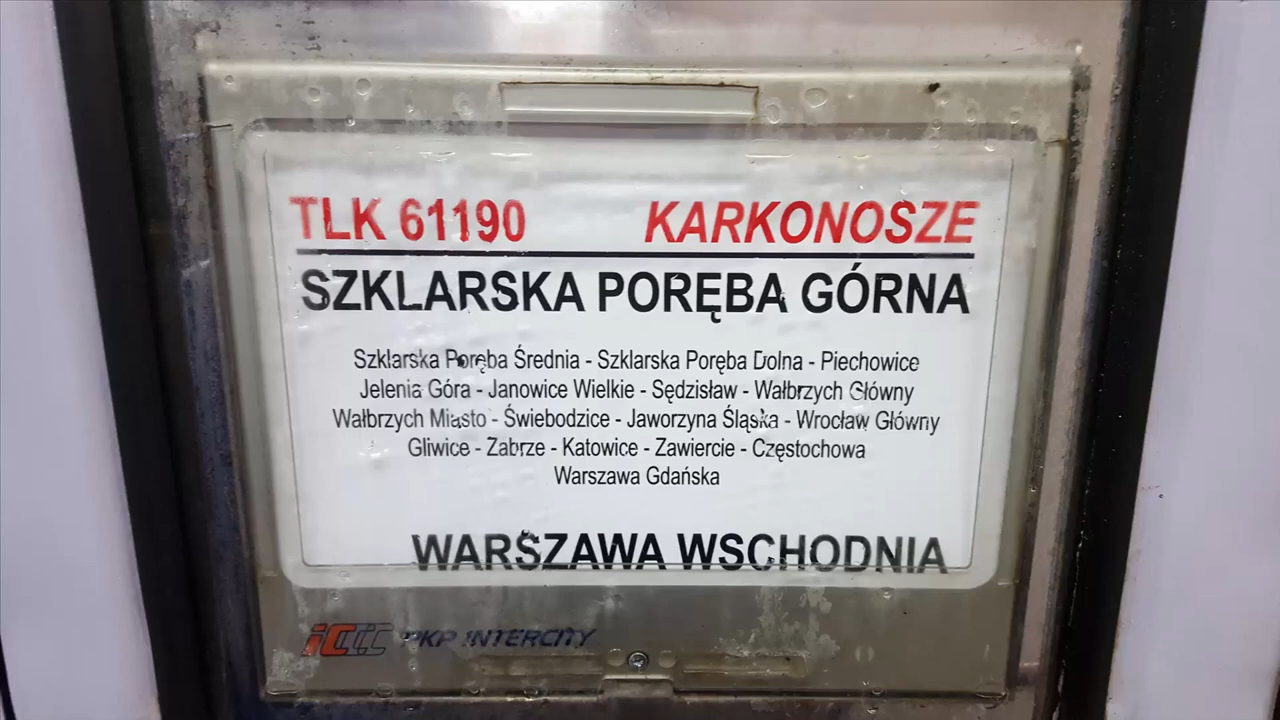 TLK 61190 KARKONOSZE
SZKLARSKA PORĘBA GÓRNA
Szklarska Poręba Średnia - Szklarska Poręba Dolna - Piechowice
Jelenia Góra - Janowice Wielkie - Sędzisław - Wałbrzych Główny
Wałbrzych Miasto - Świebodzice - Jaworzyna Śląska - Wrocław Główny
Gliwice - Zabrze - Katowice - Zawiercie - Częstochowa
Warszawa Gdańska
WARSZAWA WSCHODNIA
PKP INTERCITY